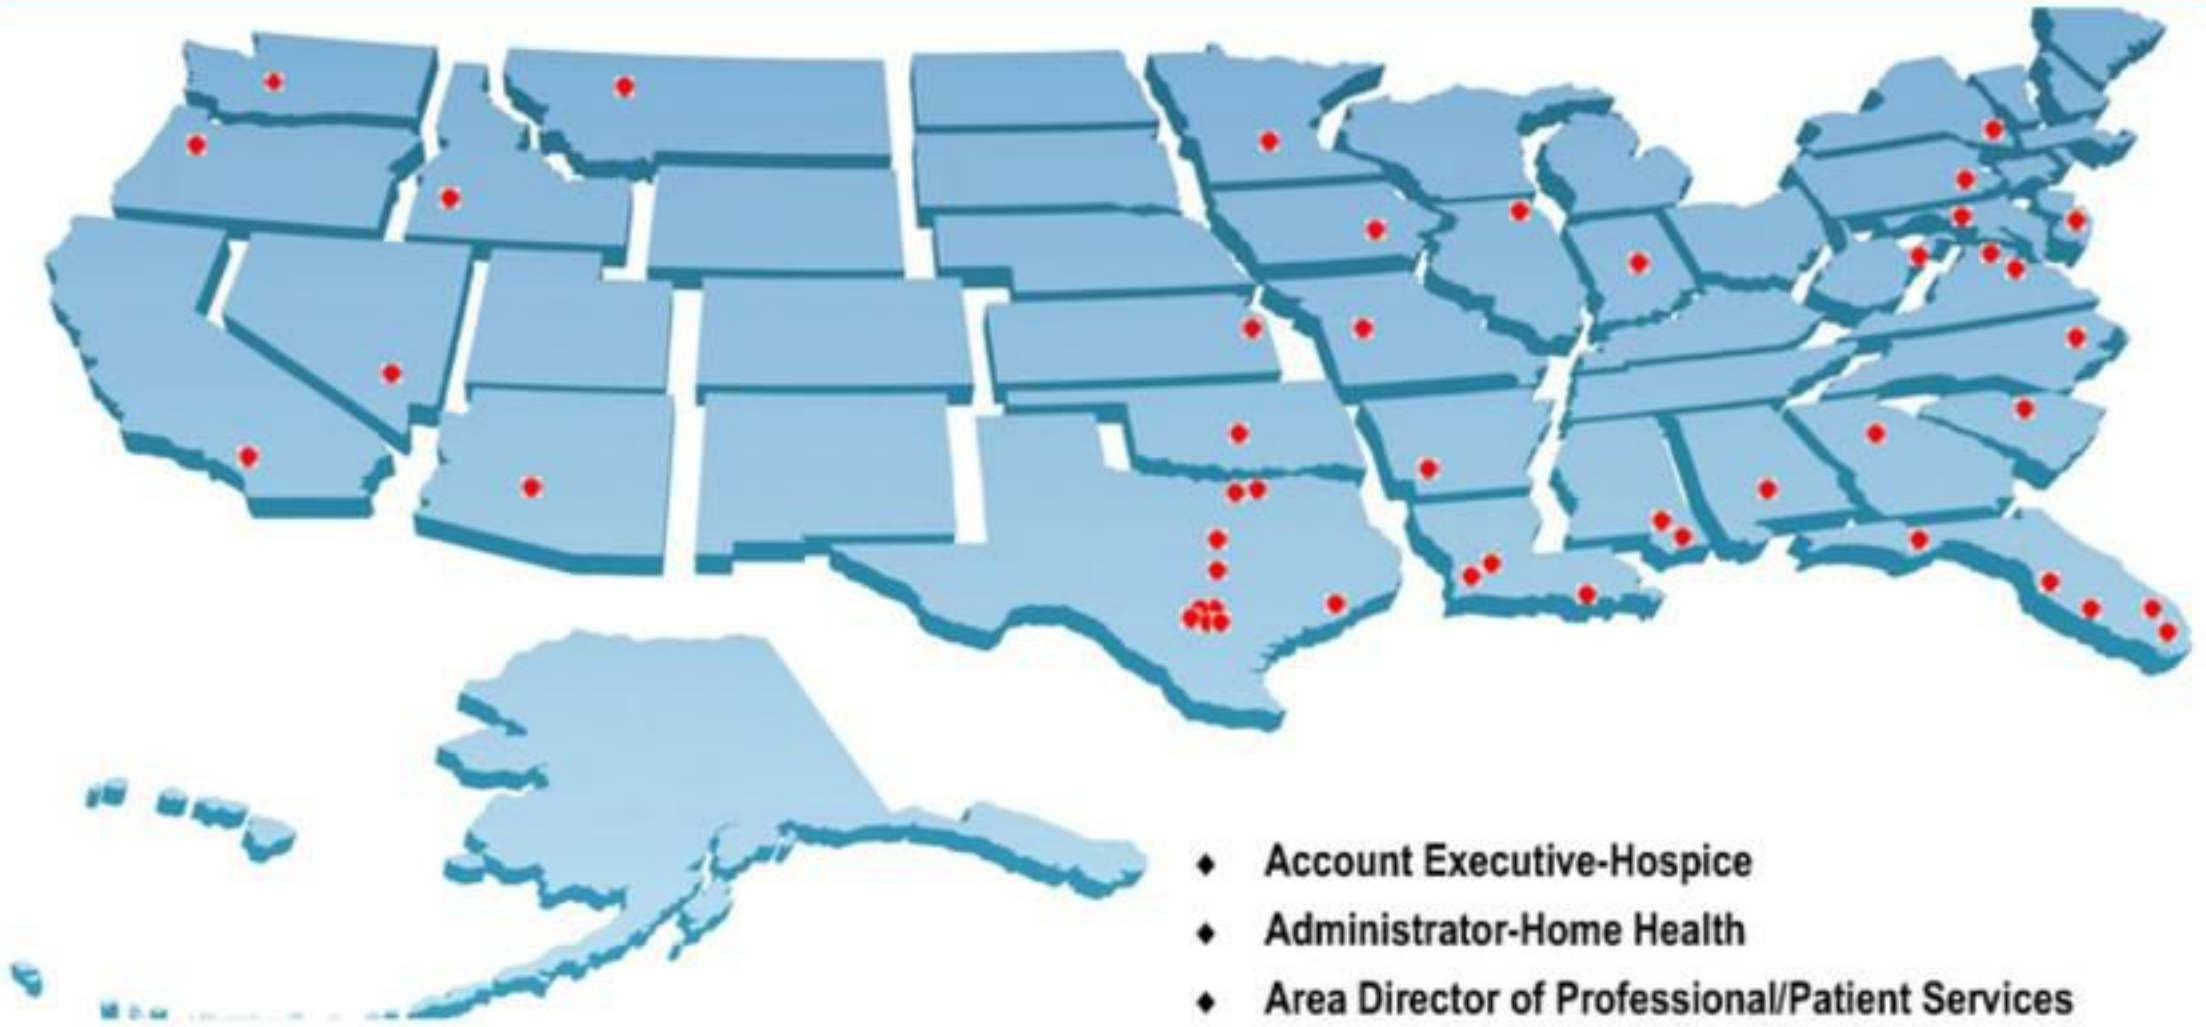 ♦ Account Executive-Hospice
♦ Administrator-Home Health
♦ Area Director of Professional/Patient Services